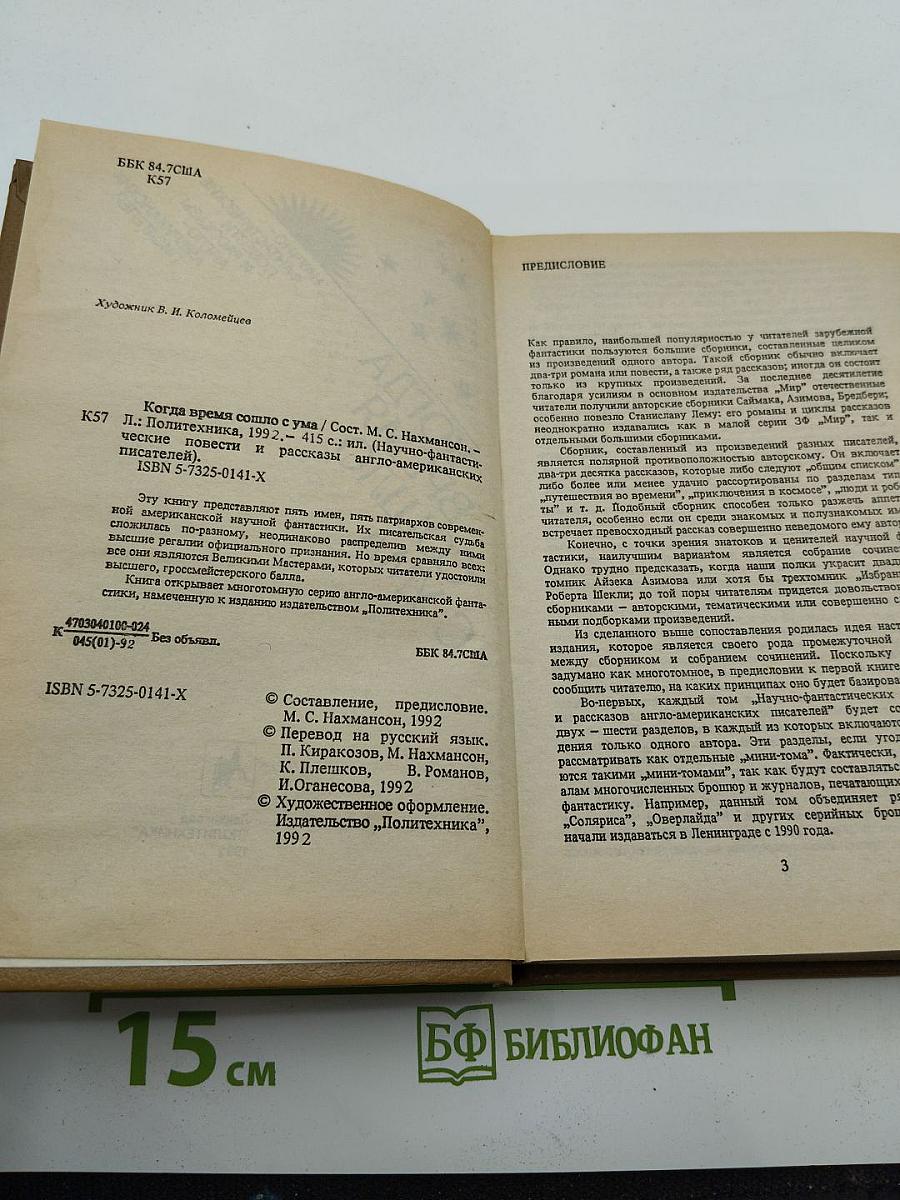 ББК 84.7США
К57
Художник В. И. Коломейцев
Когда время сошло с ума / Сост. М. С. Нахмансон. –
К57 Л.: Политехника, 1992. – 415 с.: ил. (Научно-фантасти-
ческие повести и рассказы англо-американских
писателей).
ISBN 5-7325-0141-X
Эту книгу представляют пять имен, пять патриархов современ-
ной американской научной фантастики. Их писательская судьба
сложилась по-разному, неодинаково распределив между ними
высшие регалии официального признания. Но время сравняло всех:
все они являются Великими Мастерами, которых читатели удостоили
высшего, гроссмейстерского балла.
Книга открывает многотомную серию англо-американской фанта-
стики, намеченную к изданию издательством „Политехника".
К 4703040100-024 Без объявл.
045(01)-92
ББК 84.7США
ISBN 5-7325-0141-X
© Составление, предисловие.
М. С. Нахмансон, 1992
© Перевод на русский язык.
П. Киракозов, М. Нахмансон,
К. Плешков, В. Романов,
И.Оганесова, 1992
© Художественное оформление.
Издательство „Политехника",
1992
ПРЕДИСЛОВИЕ
Как правило, наибольшей популярностью у читателей зарубежной
фантастики пользуются большие сборники, составленные целиком
из произведений одного автора. Такой сборник обычно включает
два-три романа или повести, а также ряд рассказов; иногда он состоит
только из крупных произведений. За последнее десятилетие
благодаря усилиям в основном издательства „Мир" отечественные
читатели получили авторские сборники Саймака, Азимова, Бредбери;
особенно повезло Станиславу Лему: его романы и циклы рассказов
неоднократно издавались как в малой серии ЗФ „Мир", так и
отдельными большими сборниками.
Сборник, составленный из произведений разных писателей,
является полярной противоположностью авторскому. Он включает
два-три десятка рассказов, которые либо следуют „общим списком"
либо более или менее удачно рассортированы по разделам тип
„путешествия во времени", „приключения в космосе", „люди и робо
ты" и т. д. Подобный сборник способен только разжечь аппет
читателя, особенно если он среди знакомых и полузнакомых им
встречает превосходный рассказ совершенно неведомого ему авто
Конечно, с точки зрения знатоков и ценителей научной ф
тастики, наилучшим вариантом является собрание сочине
Однако трудно предсказать, когда наши полки украсит двад
томник Айзека Азимова или хотя бы трехтомник „Избран
Роберта Шекли; до той поры читателям придется довольство
сборниками – авторскими, тематическими или совершенно с
ными подборками произведений.
Из сделанного выше сопоставления родилась идея наст
издания, которое является своего рода промежуточной
между сборником и собранием сочинений. Поскольку
задумано как многотомное, в предисловии к первой книге
сообщить читателю, на каких принципах оно будет базирова
Во-первых, каждый том „Научно-фантастических
и рассказов англо-американских писателей" будет со
двух – шести разделов, в каждый из которых включаютс
дения только одного автора. Эти разделы, если угод
рассматривать как отдельные „мини-тома". Фактически,
ются такими „мини-томами", так как будут составлятьс
алам многочисленных брошюр и журналов, печатающих
фантастику. Например, данный том объединяет ря
„Соляриса", „Оверлайда" и других серийных брош
начали издаваться в Ленинграде с 1990 года.
3
15 см
БФ БИБЛИОФАН